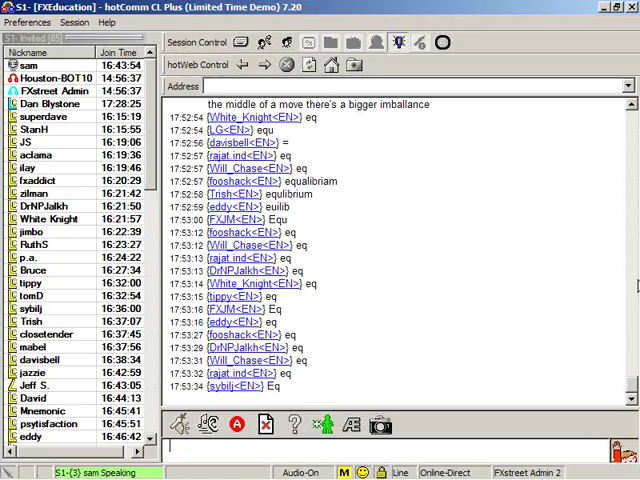 S1- [FXEducation] - hotComm CL Plus (Limited Time Demo) 7.20
Preferences Session Help
S1- Invited (85)
Nickname Join Time
sam 16:43:54
Houston-BOT10 14:56:37
FXstreet Admin 14:56:37
Dan Blystone 17:28:25
superdave 16:15:19
StanH 16:15:55
JS 16:19:06
aclama 16:19:36
ilay 16:19:46
fxaddict 16:20:25
zilman 16:21:42
DrNPJalkh 16:21:50
White Knight 16:21:57
jimbo 16:22:39
RuthS 16:23:27
p.a. 16:24:22
Bruce 16:27:34
tippy 16:32:00
tomD 16:32:54
sybilj 16:36:00
Trish 16:37:07
closetender 16:37:45
mabel 16:37:56
davisbell 16:38:34
jazzie 16:42:23
Jeff S. 16:43:05
David 16:44:13
Mnemonic 16:45:41
psytisfaction 16:45:41
eddy 16:46:42
Session Control
hotWeb Control
Address
the middle of a move there's a bigger imballance
17:52:54 {White_Knight<EN>} eq
17:52:54 {LG<EN>} equ
17:52:56 {davisbell<EN>} =
17:52:56 {rajat.ind<EN>} eq
17:52:57 {Will_Chase<EN>} eq
17:52:57 {fooshack<EN>} equalibriam
17:52:58 {Trish<EN>} equlibrium
17:52:59 {eddy<EN>} euilib
17:53:00 {FXJM<EN>} Equ
17:53:12 {fooshack<EN>} eq
17:53:12 {Will_Chase<EN>} eq
17:53:13 {rajat.ind<EN>} eq
17:53:13 {DrNPJalkh<EN>} eq
17:53:14 {White_Knight<EN>} eq
17:53:15 {tippy<EN>} eq
17:53:16 {FXJM<EN>} Eq
17:53:16 {eddy<EN>} eq
17:53:27 {fooshack<EN>} eq
17:53:29 {DrNPJalkh<EN>} eq
17:53:31 {Will_Chase<EN>} eq
17:53:32 {rajat.ind<EN>} eq
17:53:34 {sybilj<EN>} Eq
A
?
Æ
S1-{3} sam Speaking Audio-On M Line Online-Direct FXstreet Admin 2